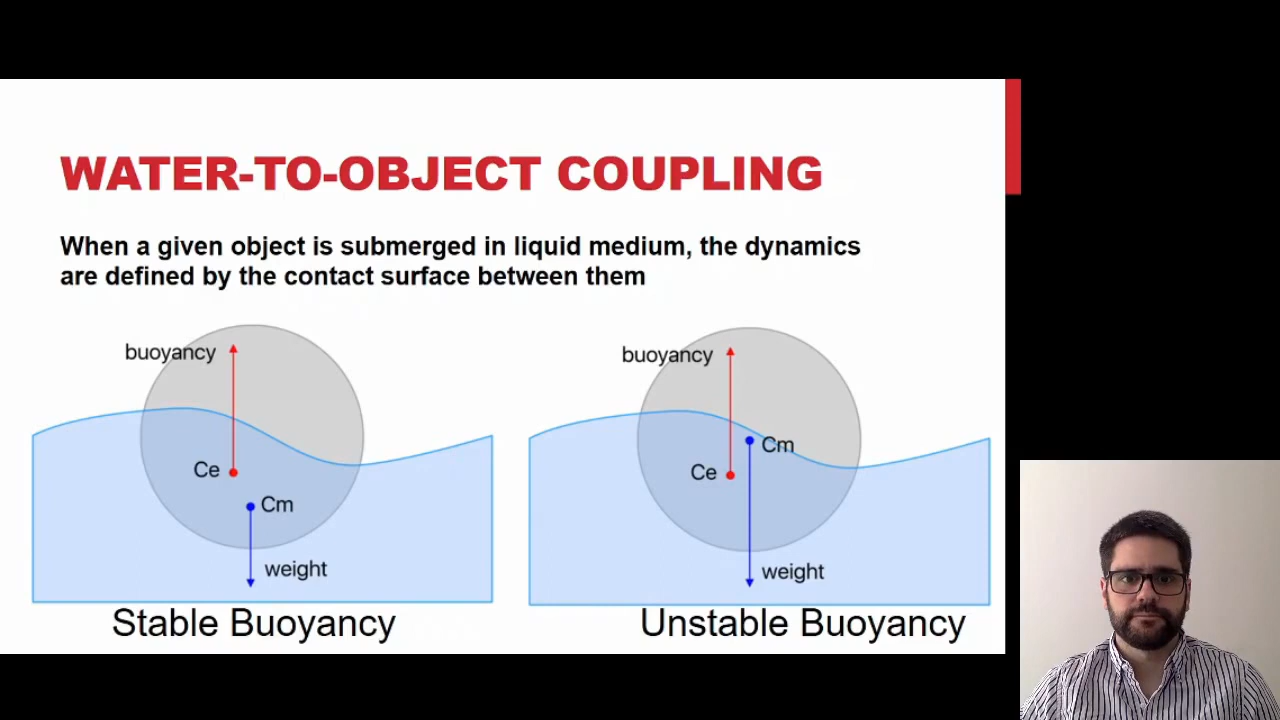 WATER-TO-OBJECT COUPLING
When a given object is submerged in liquid medium, the dynamics
are defined by the contact surface between them
buoyancy
Ce
Cm
weight
Stable Buoyancy
buoyancy
Cm
Ce
weight
Unstable Buoyancy